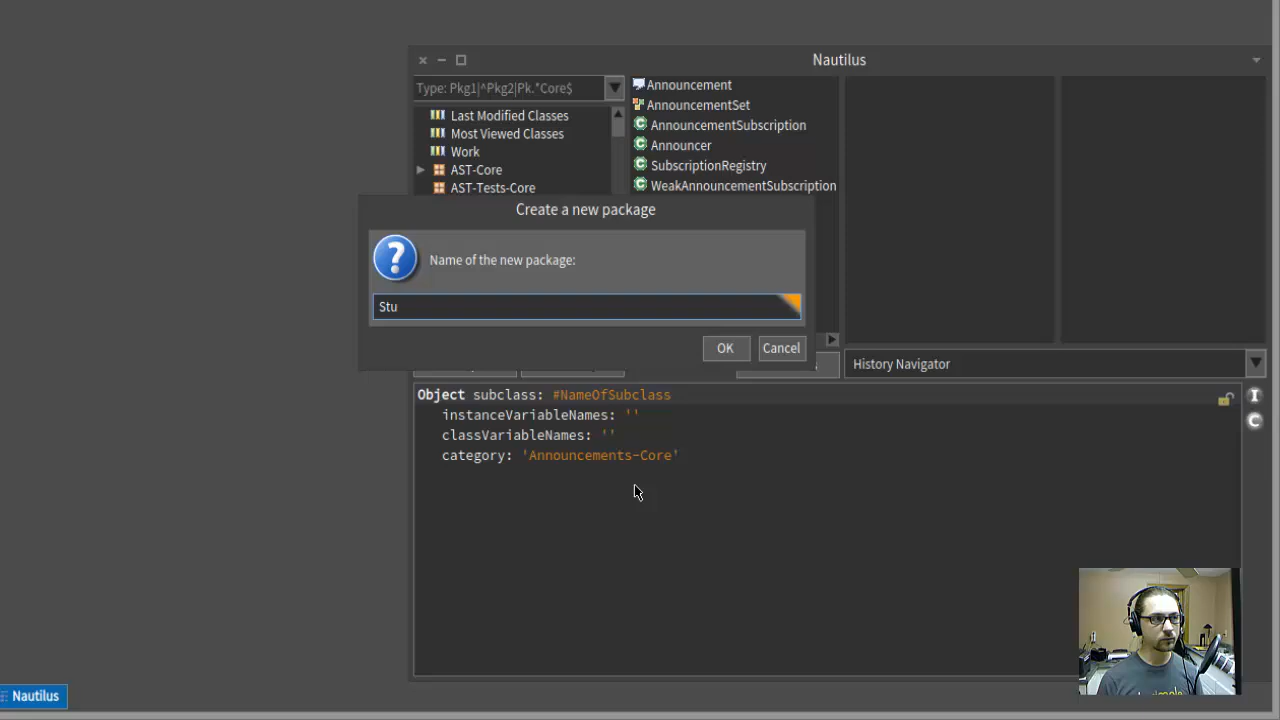 Nautilus
Type: Pkg1|^Pkg2|Pk.*Core$
Last Modified Classes
Most Viewed Classes
Work
AST-Core
AST-Tests-Core
Announcement
AnnouncementSet
AnnouncementSubscription
Announcer
SubscriptionRegistry
WeakAnnouncementSubscription
Create a new package
Name of the new package:
Stu
OK
Cancel
History Navigator
Object subclass: #NameOfSubclass
instanceVariableNames: ''
classVariableNames: ''
category: 'Announcements-Core'
I
C
Nautilus